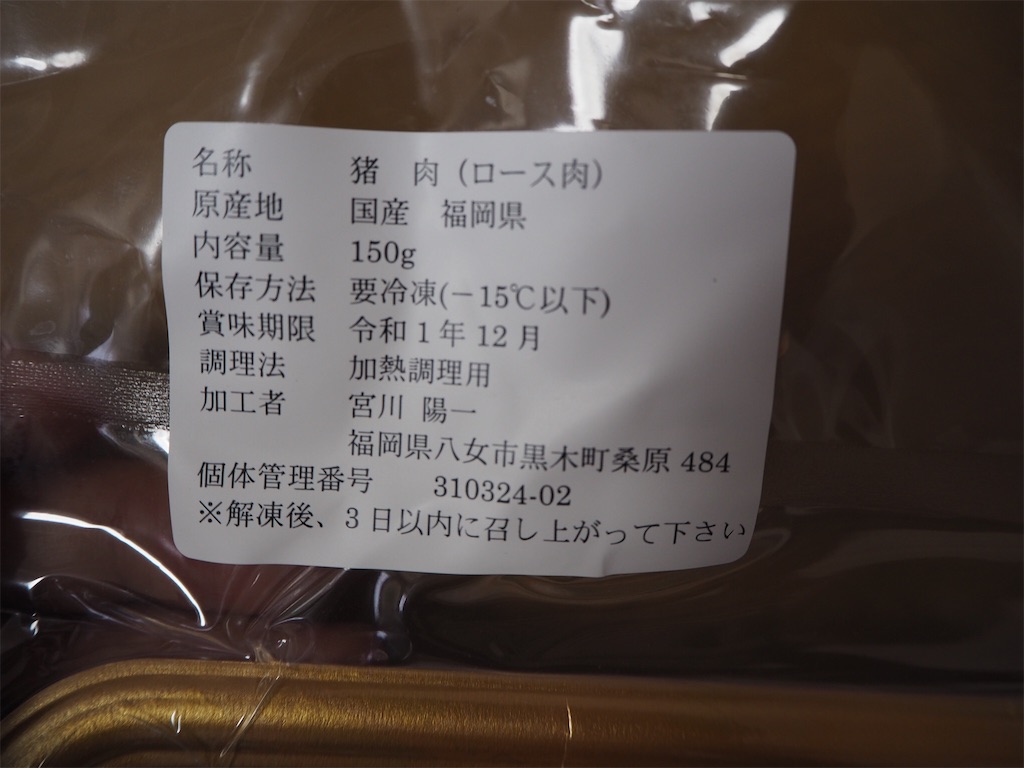 名称　猪　肉（ロース肉）
原産地　国産　福岡県
内容量　150g
保存方法　要冷凍(－15℃以下)
賞味期限　令和1年12月
調理法　加熱調理用
加工者　宮川 陽一
福岡県八女市黒木町桑原 484
個体管理番号　310324-02
※解凍後、3日以内に召し上がって下さい